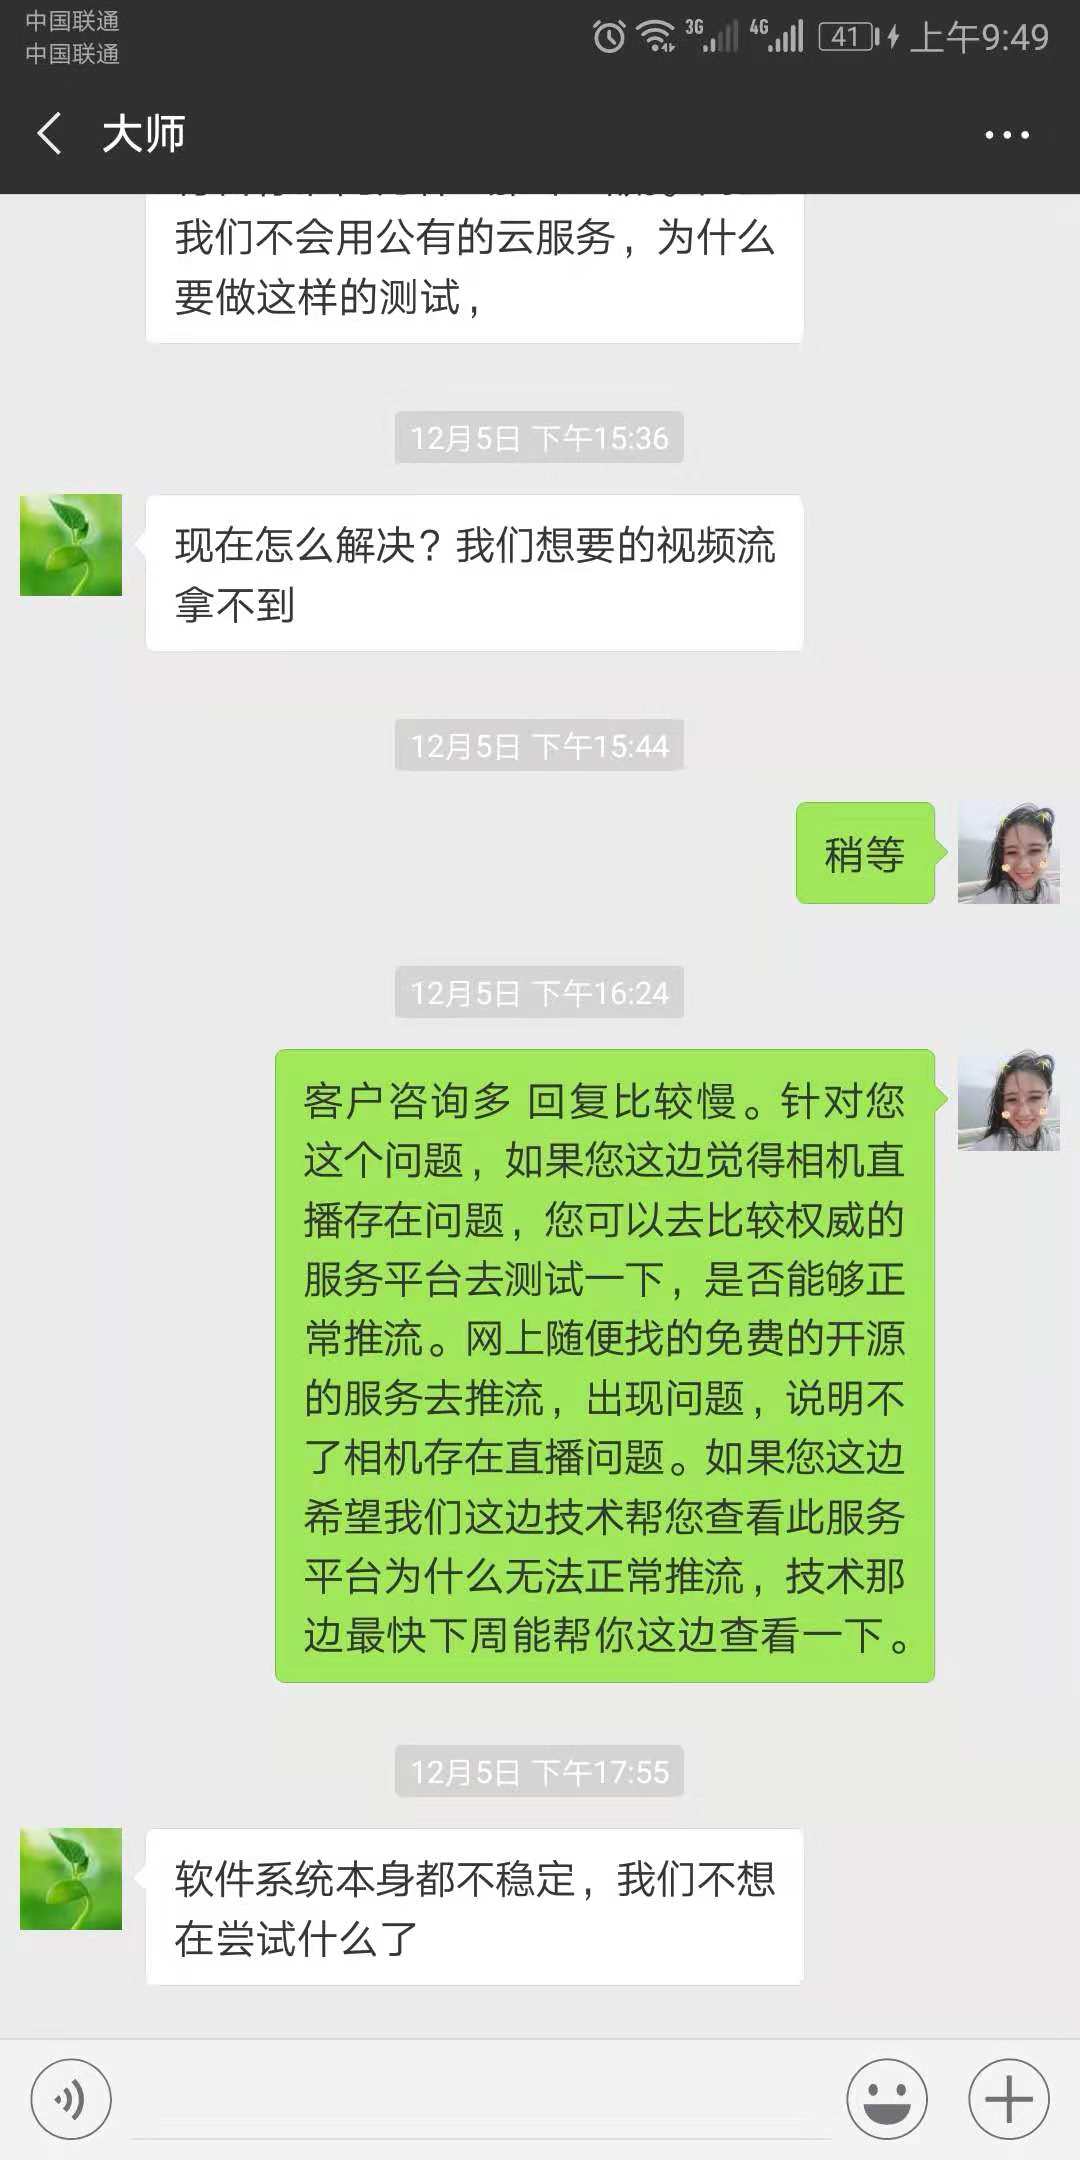 中国联通
中国联通
3G
4G
41
上午9:49
大师
我们不会用公有的云服务，为什么
要做这样的测试，
12月5日 下午15:36
现在怎么解决？我们想要的视频流
拿不到
12月5日 下午15:44
稍等
12月5日 下午16:24
客户咨询多 回复比较慢。针对您
这个问题，如果您这边觉得相机直
播存在问题，您可以去比较权威的
服务平台去测试一下，是否能够正
常推流。网上随便找的免费的开源
的服务去推流，出现问题，说明不
了相机存在直播问题。如果您这边
希望我们这边技术帮您查看此服务
平台为什么无法正常推流，技术那
边最快下周能帮你这边查看一下。
12月5日 下午17:55
软件系统本身都不稳定，我们不想
在尝试什么了